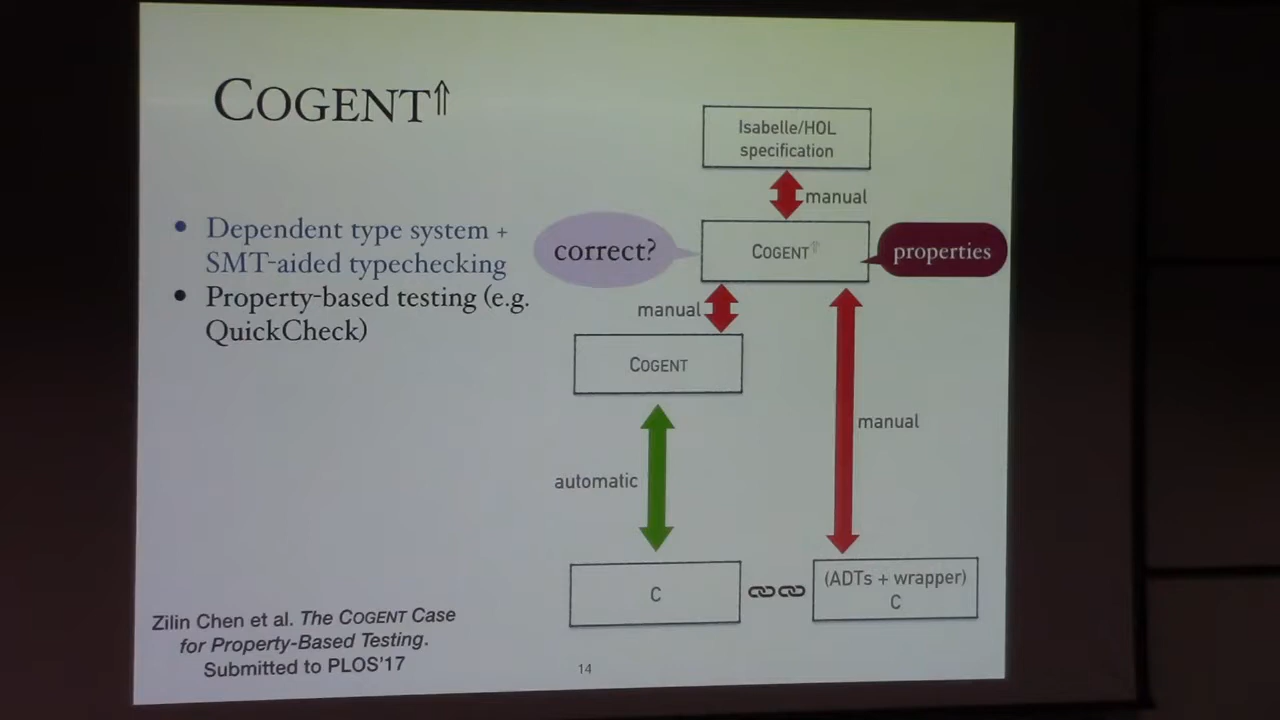 COGENT⇑
• Dependent type system +
SMT-aided typechecking
• Property-based testing (e.g.
QuickCheck)
Isabelle/HOL
specification
manual
correct?
COGENT⇑
properties
manual
COGENT
manual
automatic
C
(ADTs + wrapper)
C
Zilin Chen et al. The COGENT Case
for Property-Based Testing.
Submitted to PLOS'17
14